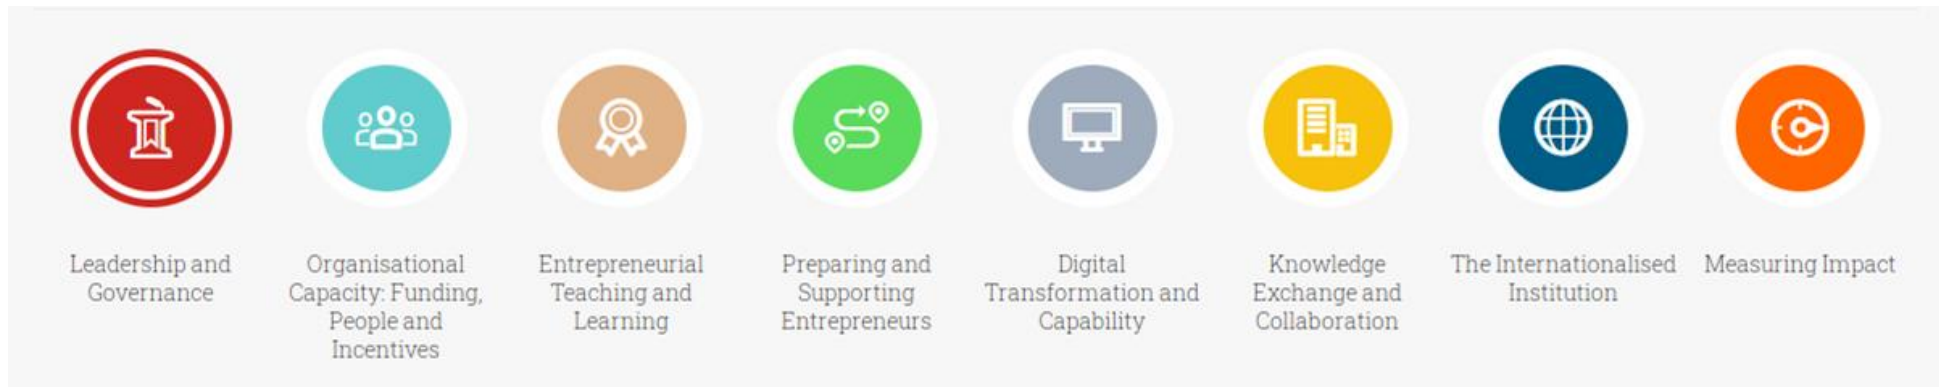 Leadership and
Governance
Organisational
Capacity: Funding,
People and
Incentives
Entrepreneurial
Teaching and
Learning
Preparing and
Supporting
Entrepreneurs
Digital
Transformation and
Capability
Knowledge
Exchange and
Collaboration
The Internationalised
Institution
Measuring Impact